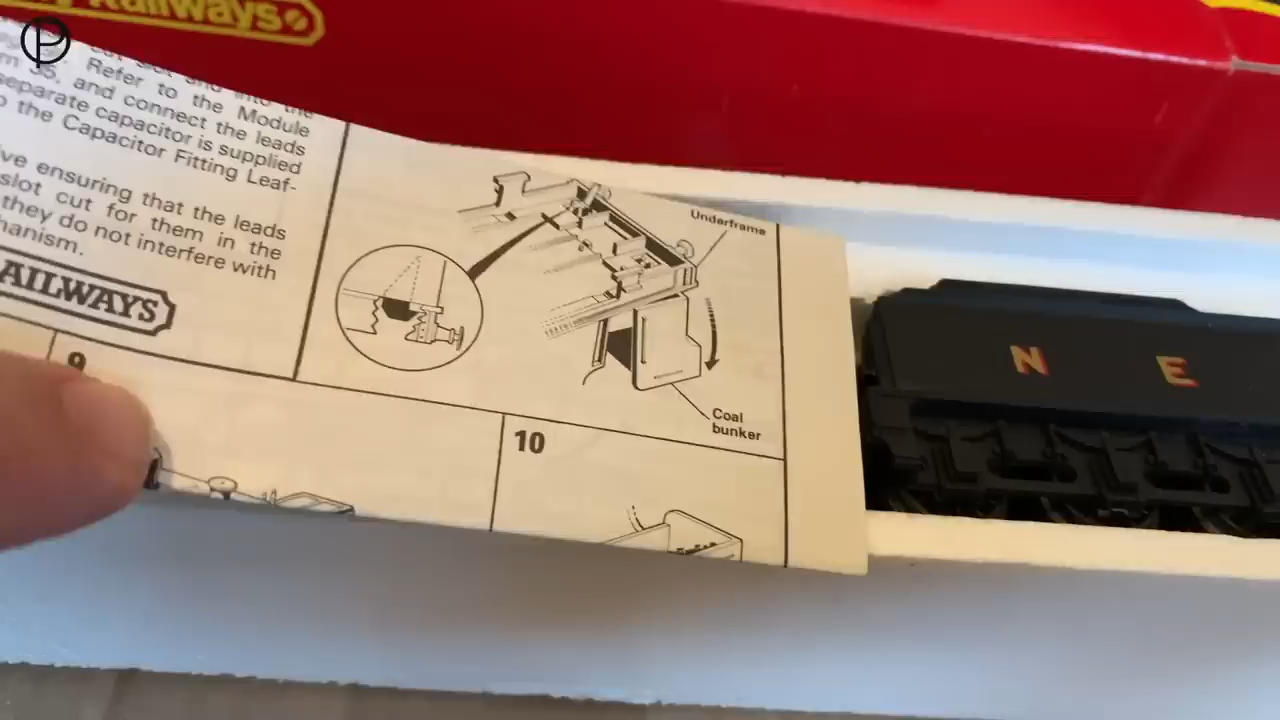 Railways
Refer to the Module
35, and connect the leads
separate capacitor is supplied
the Capacitor Fitting Leaf-
ensuring that the leads
slot cut for them in the
they do not interfere with
AILWAYS
Underframe
Coal
bunker
9
10
N E